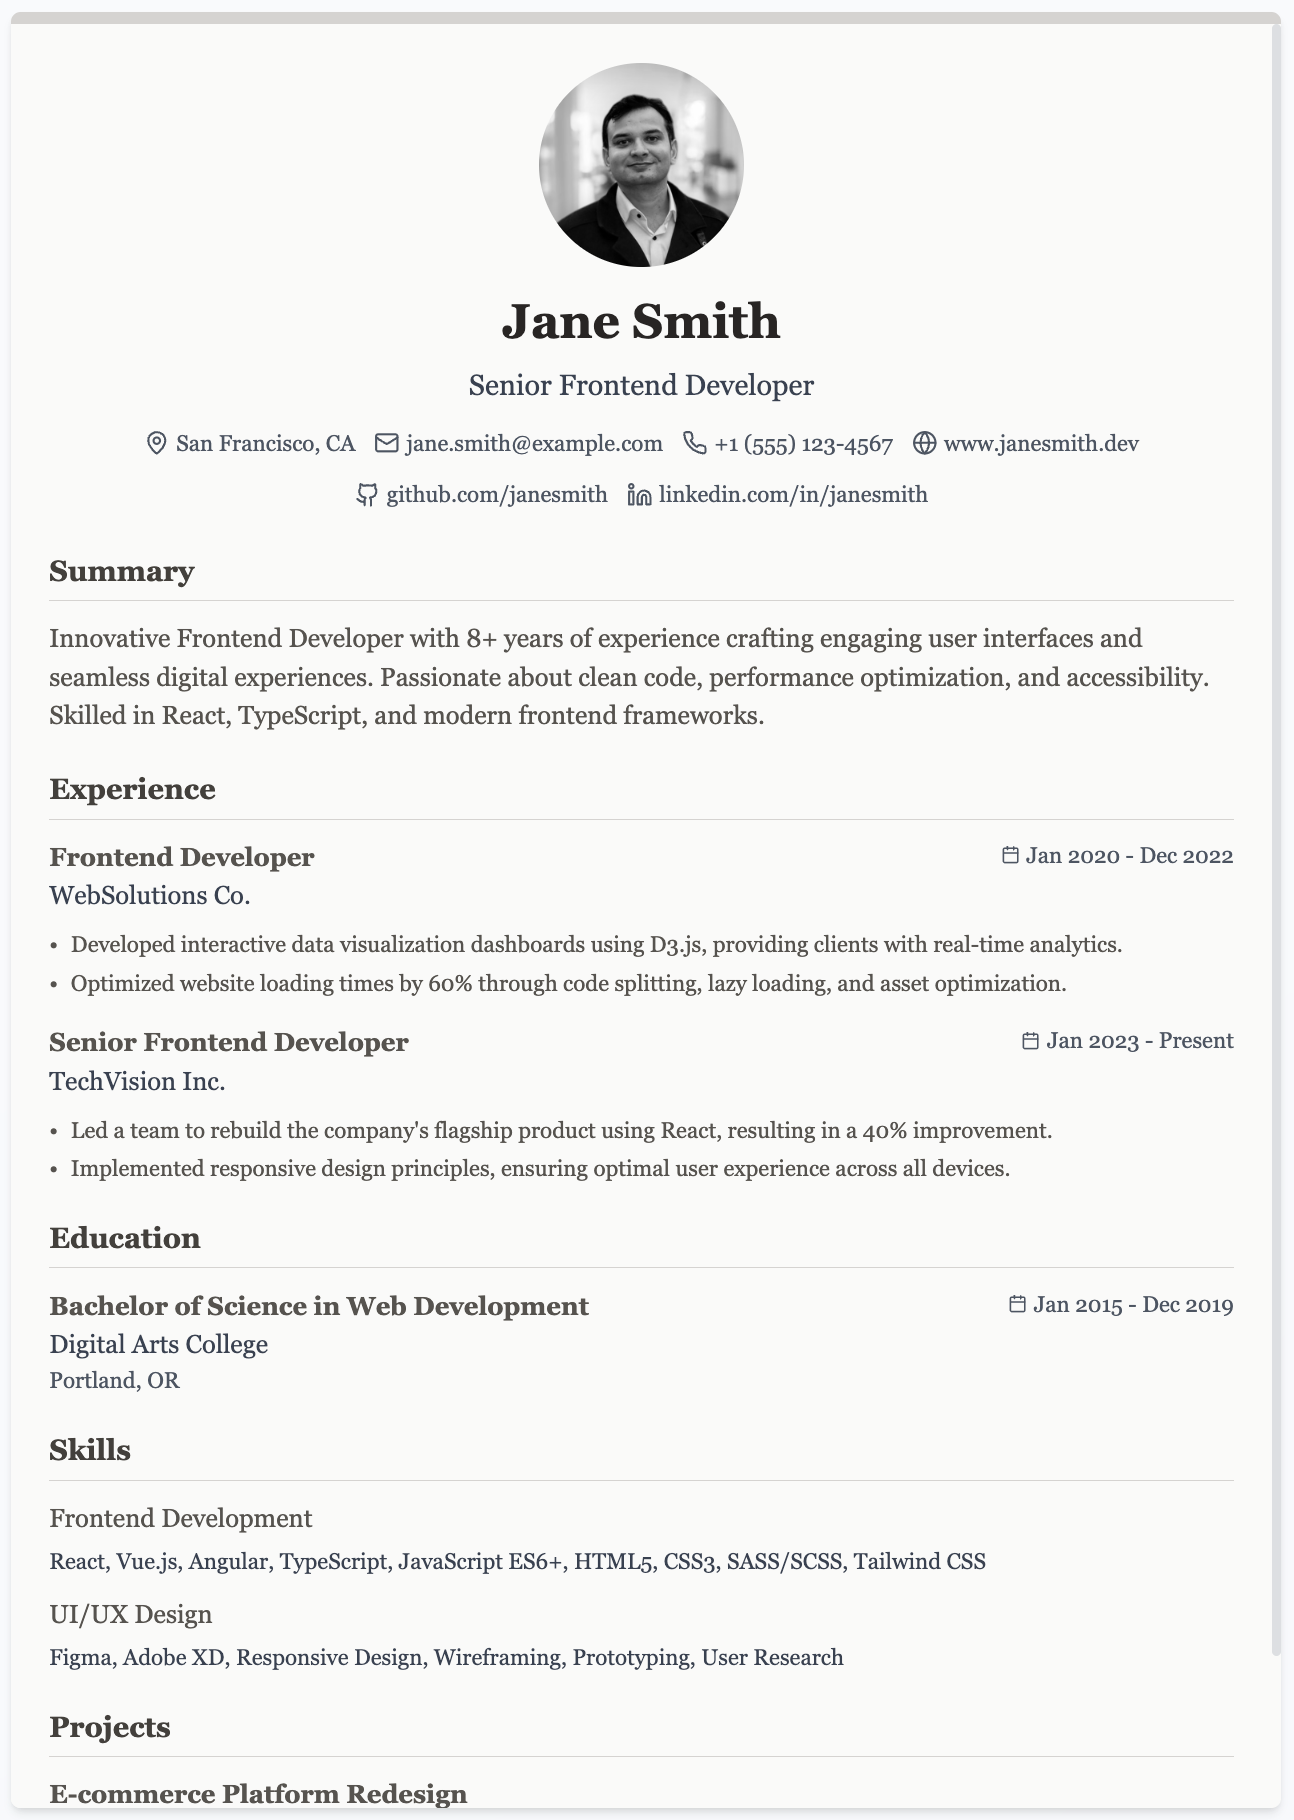 Jane Smith
Senior Frontend Developer
San Francisco, CA jane.smith@example.com +1 (555) 123-4567 www.janesmith.dev
github.com/janesmith linkedin.com/in/janesmith
Summary
Innovative Frontend Developer with 8+ years of experience crafting engaging user interfaces and
seamless digital experiences. Passionate about clean code, performance optimization, and accessibility.
Skilled in React, TypeScript, and modern frontend frameworks.
Experience
Frontend Developer Jan 2020 - Dec 2022
WebSolutions Co.
• Developed interactive data visualization dashboards using D3.js, providing clients with real-time analytics.
• Optimized website loading times by 60% through code splitting, lazy loading, and asset optimization.
Senior Frontend Developer Jan 2023 - Present
TechVision Inc.
• Led a team to rebuild the company's flagship product using React, resulting in a 40% improvement.
• Implemented responsive design principles, ensuring optimal user experience across all devices.
Education
Bachelor of Science in Web Development Jan 2015 - Dec 2019
Digital Arts College
Portland, OR
Skills
Frontend Development
React, Vue.js, Angular, TypeScript, JavaScript ES6+, HTML5, CSS3, SASS/SCSS, Tailwind CSS
UI/UX Design
Figma, Adobe XD, Responsive Design, Wireframing, Prototyping, User Research
Projects
E-commerce Platform Redesign